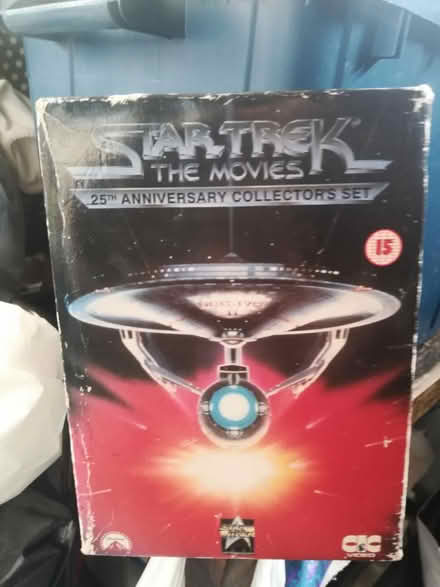 STAR TREK
THE MOVIES
25TH ANNIVERSARY COLLECTOR'S SET
15
CIC
VIDEO